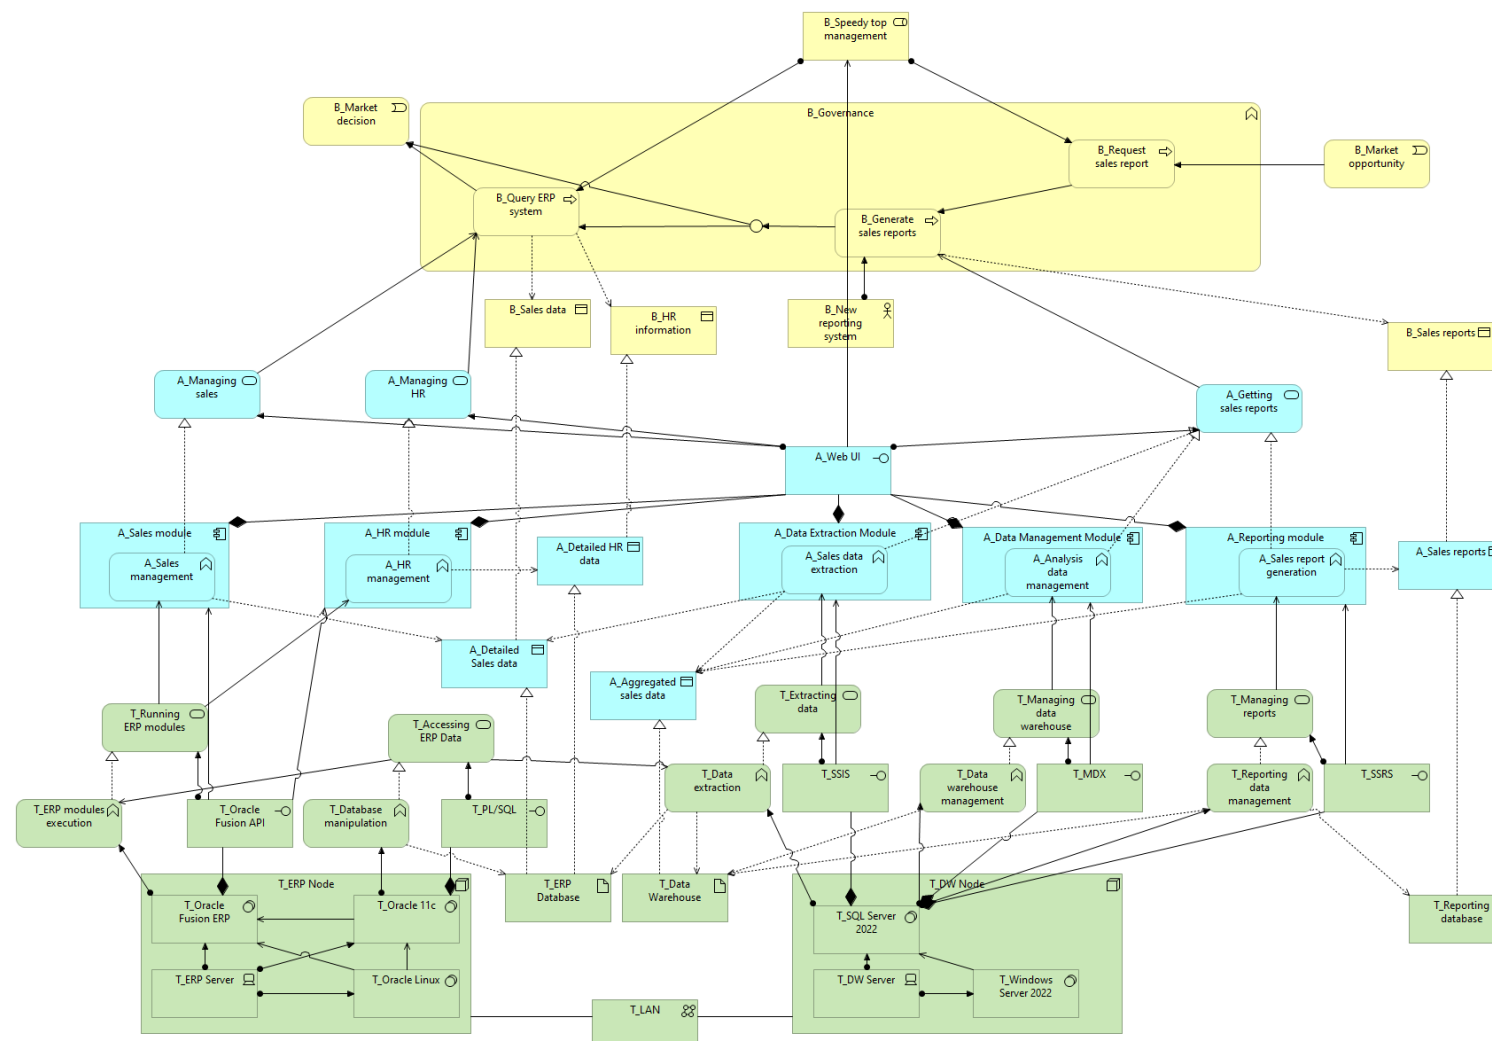 B_Speedy top
management
B_Market
decision
B_Governance
B_Request
sales report
B_Market
opportunity
B_Query ERP
system
B_Generate
sales reports
B_Sales data
B_HR
information
B_New
reporting
system
B_Sales reports
A_Managing
sales
A_Managing
HR
A_Getting
sales reports
A_Web UI
A_Sales module
A_HR module
A_Data Extraction Module
A_Data Management Module
A_Reporting module
A_Sales
management
A_HR
management
A_Detailed HR
data
A_Sales data
extraction
A_Analysis
data
management
A_Sales report
generation
A_Sales reports
A_Detailed
Sales data
A_Aggregated
sales data
T_Extracting
data
T_Managing
data
warehouse
T_Managing
reports
T_Running
ERP modules
T_Accessing
ERP Data
T_Data
extraction
T_SSIS
T_Data
warehouse
management
T_MDX
T_Reporting
data
management
T_SSRS
T_ERP modules
execution
T_Oracle
Fusion API
T_Database
manipulation
T_PL/SQL
T_ERP Node
T_ERP
Database
T_Data
Warehouse
T_DW Node
T_Oracle
Fusion ERP
T_Oracle 11c
T_SQL Server
2022
T_Reporting
database
T_ERP Server
T_Oracle Linux
T_DW Server
T_Windows
Server 2022
T_LAN